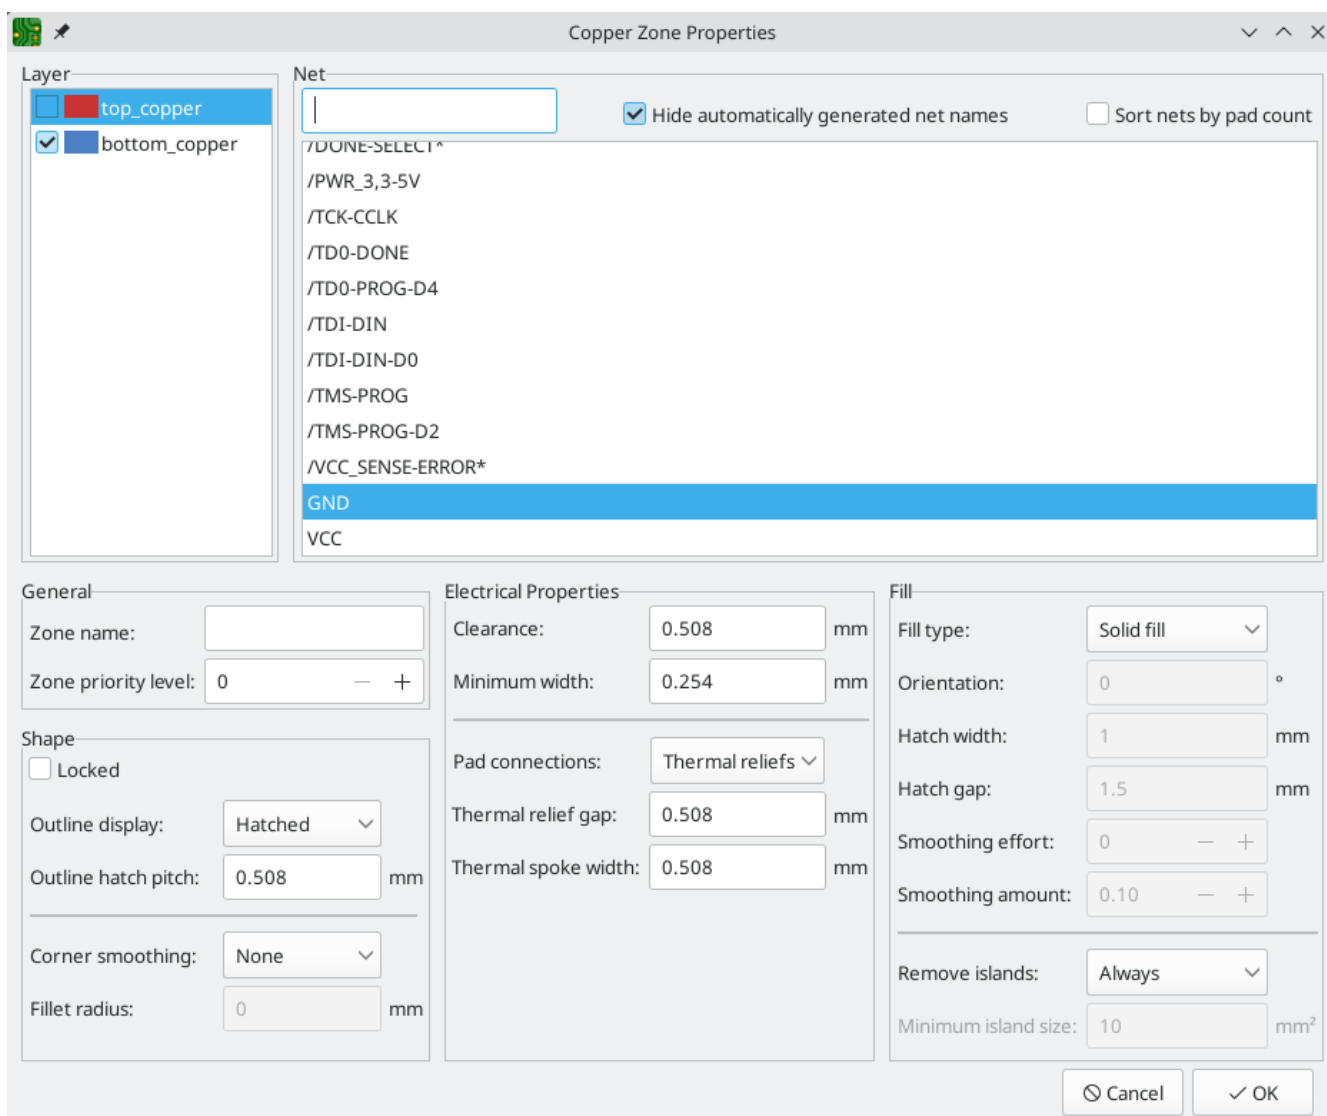 Copper Zone Properties
Layer
top_copper
bottom_copper
Net
Hide automatically generated net names
Sort nets by pad count
/DONE-SELECT*
/PWR_3,3-5V
/TCK-CCLK
/TD0-DONE
/TD0-PROG-D4
/TDI-DIN
/TDI-DIN-D0
/TMS-PROG
/TMS-PROG-D2
/VCC_SENSE-ERROR*
GND
VCC
General
Zone name:
Zone priority level: 0
Shape
Locked
Outline display: Hatched
Outline hatch pitch: 0.508 mm
Corner smoothing: None
Fillet radius: 0 mm
Electrical Properties
Clearance: 0.508 mm
Minimum width: 0.254 mm
Pad connections: Thermal reliefs
Thermal relief gap: 0.508 mm
Thermal spoke width: 0.508 mm
Fill
Fill type: Solid fill
Orientation: 0 °
Hatch width: 1 mm
Hatch gap: 1.5 mm
Smoothing effort: 0
Smoothing amount: 0.10
Remove islands: Always
Minimum island size: 10 mm²
Cancel
OK